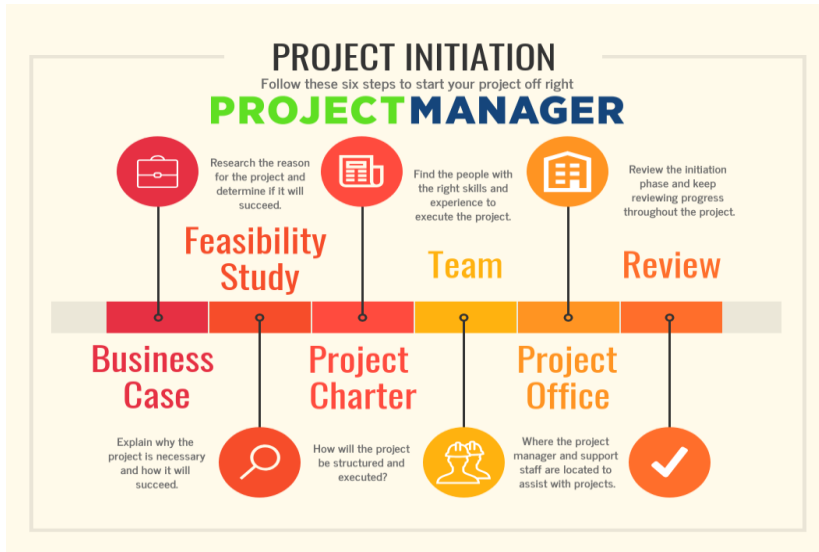 PROJECT INITIATION
Follow these six steps to start your project off right
PROJECTMANAGER
Business
Case
Explain why the
project is necessary
and how it will
succeed.
Feasibility
Study
Research the reason
for the project and
determine if it will
succeed.
Project
Charter
How will the project
be structured and
executed?
Team
Find the people with
the right skills and
experience to
execute the project.
Project
Office
Where the project
manager and support
staff are located to
assist with projects.
Review
Review the initiation
phase and keep
reviewing progress
throughout the project.